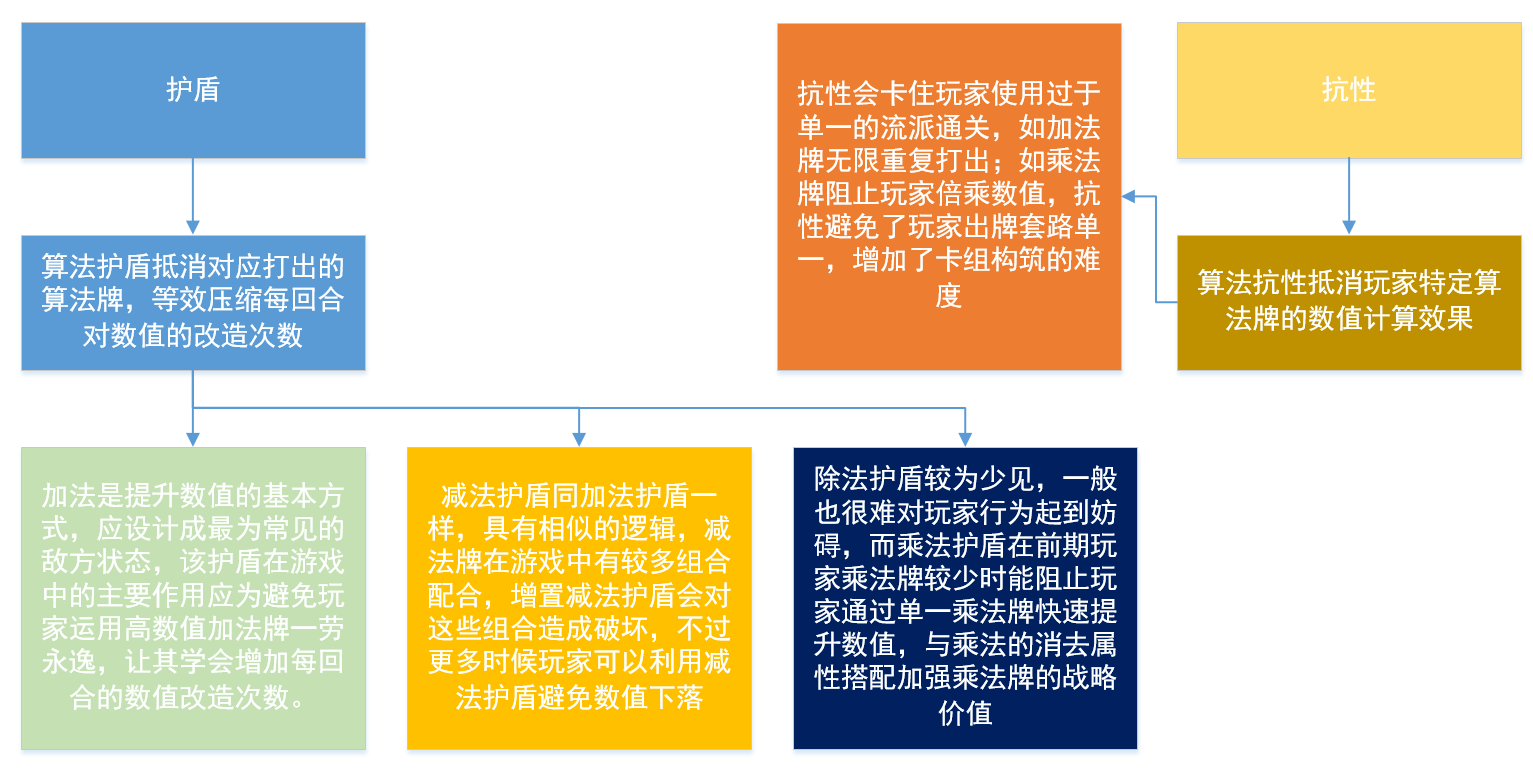 护盾
算法护盾抵消对应打出的
算法牌，等效压缩每回合
对数值的改造次数
加法是提升数值的基本方
式，应设计成最为常见的
敌方状态，该护盾在游戏
中的主要作用应为避免玩
家运用高数值加法牌一劳
永逸，让其学会增加每回
合的数值改造次数。
减法护盾同加法护盾一
样，具有相似的逻辑，减
法牌在游戏中有较多组合
配合，增置减法护盾会对
这些组合造成破坏，不过
更多时候玩家可以利用减
法护盾避免数值下落
除法护盾较为少见，一般
也很难对玩家行为起到妨
碍，而乘法护盾在前期玩
家乘法牌较少时能阻止玩
家通过单一乘法牌快速提
升数值，与乘法的消去属
性搭配加强乘法牌的战略
价值
抗性
算法抗性抵消玩家特定算
法牌的数值计算效果
抗性会卡住玩家使用过于
单一的流派通关，如加法
牌无限重复打出；如乘法
牌阻止玩家倍乘数值，抗
性避免了玩家出牌套路单
一，增加了卡组构筑的难
度